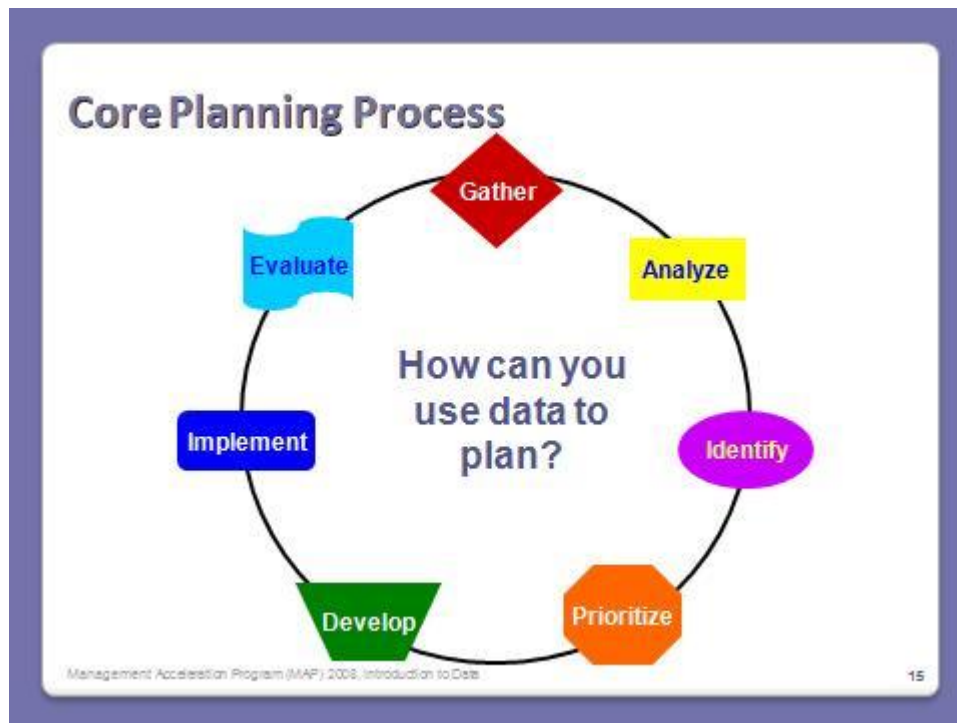 Core Planning Process
Gather
Analyze
Identify
Prioritize
Develop
Implement
Evaluate
How can you
use data to
plan?
Management Acceleration Program (MAP) 2008, Introduction to Data
15